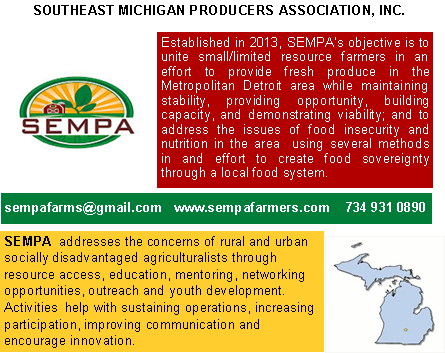 SOUTHEAST MICHIGAN PRODUCERS ASSOCIATION, INC.
SEMPA
Established in 2013, SEMPA's objective is to
unite small/limited resource farmers in an
effort to provide fresh produce in the
Metropolitan Detroit area while maintaining
stability, providing opportunity, building
capacity, and demonstrating viability; and to
address the issues of food insecurity and
nutrition in the area using several methods
in and effort to create food sovereignty
through a local food system.
sempafarms@gmail.com www.sempafarmers.com 734 931 0890
SEMPA addresses the concerns of rural and urban
socially disadvantaged agriculturalists through
resource access, education, mentoring, networking
opportunities, outreach and youth development.
Activities help with sustaining operations, increasing
participation, improving communication and
encourage innovation.